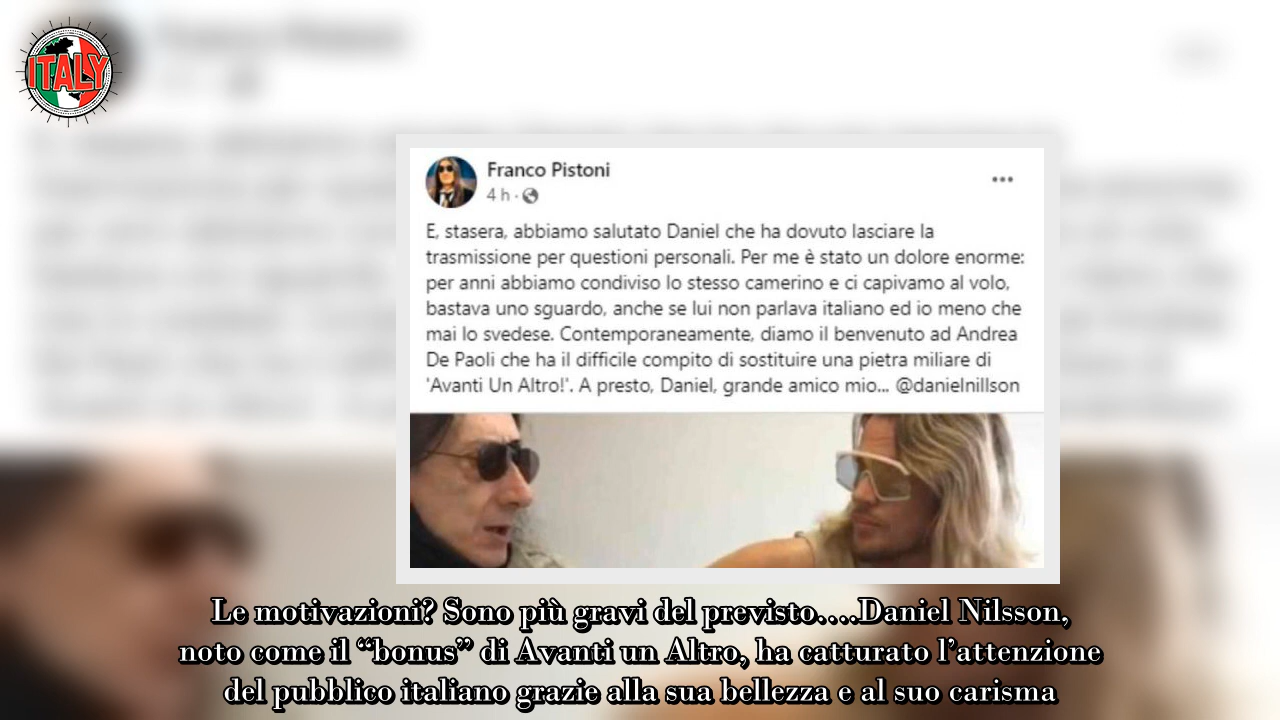 ITALY
Franco Pistoni
4 h ·
E, stasera, abbiamo salutato Daniel che ha dovuto lasciare la
trasmissione per questioni personali. Per me è stato un dolore enorme:
per anni abbiamo condiviso lo stesso camerino e ci capivamo al volo,
bastava uno sguardo, anche se lui non parlava italiano ed io meno che
mai lo svedese. Contemporaneamente, diamo il benvenuto ad Andrea
De Paoli che ha il difficile compito di sostituire una pietra miliare di
'Avanti Un Altro!'. A presto, Daniel, grande amico mio... @danielnillson
Le motivazioni? Sono più gravi del previsto….Daniel Nilsson,
noto come il “bonus” di Avanti un Altro, ha catturato l’attenzione
del pubblico italiano grazie alla sua bellezza e al suo carisma